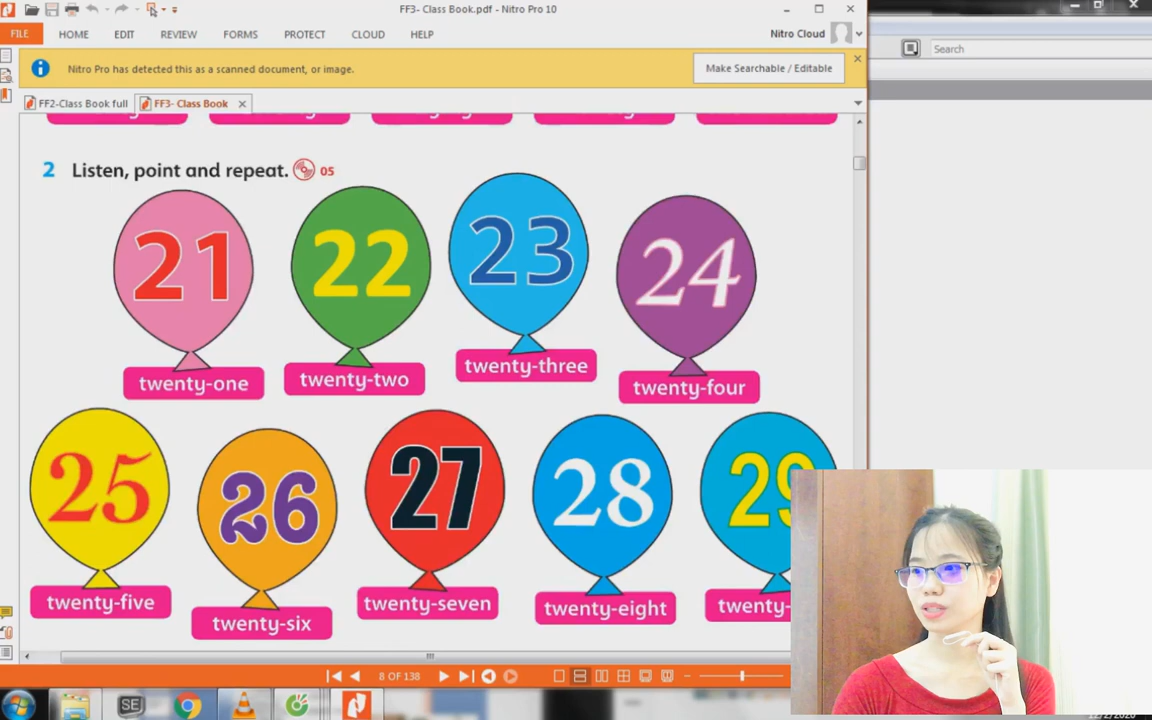 FF3- Class Book.pdf - Nitro Pro 10
FILE HOME EDIT REVIEW FORMS PROTECT CLOUD HELP Nitro Cloud
Search
Nitro Pro has detected this as a scanned document, or image. Make Searchable / Editable
FF2-Class Book full FF3- Class Book
2 Listen, point and repeat. 05
21 22 23 24
twenty-one twenty-two twenty-three twenty-four
25 26 27 28 29
twenty-five twenty-six twenty-seven twenty-eight twenty-
8 OF 138
SE